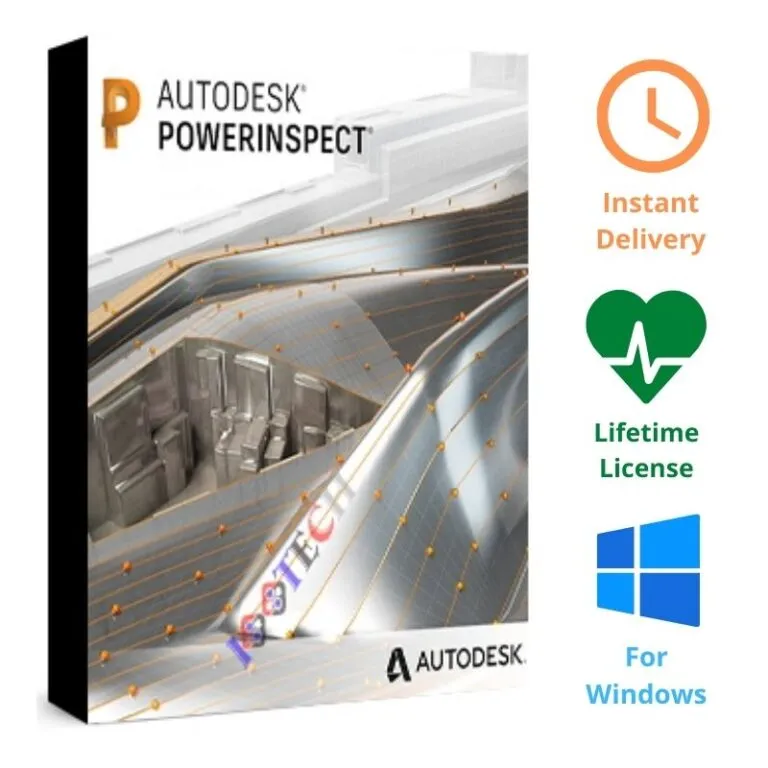 AUTODESK®
POWERINSPECT®
Instant
Delivery
Lifetime
License
For
Windows
AUTODESK.